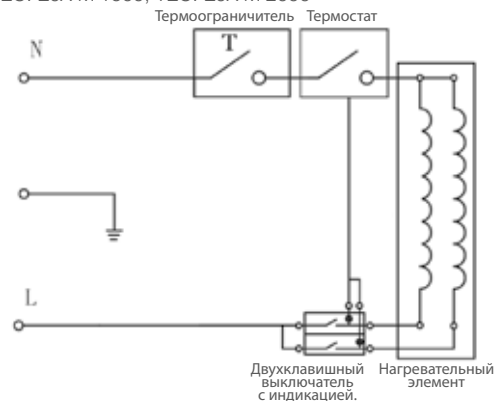 Термоограничитель Термостат
T
N
L
Двухклавишный
выключатель
с индикацией.
Нагревательный
элемент